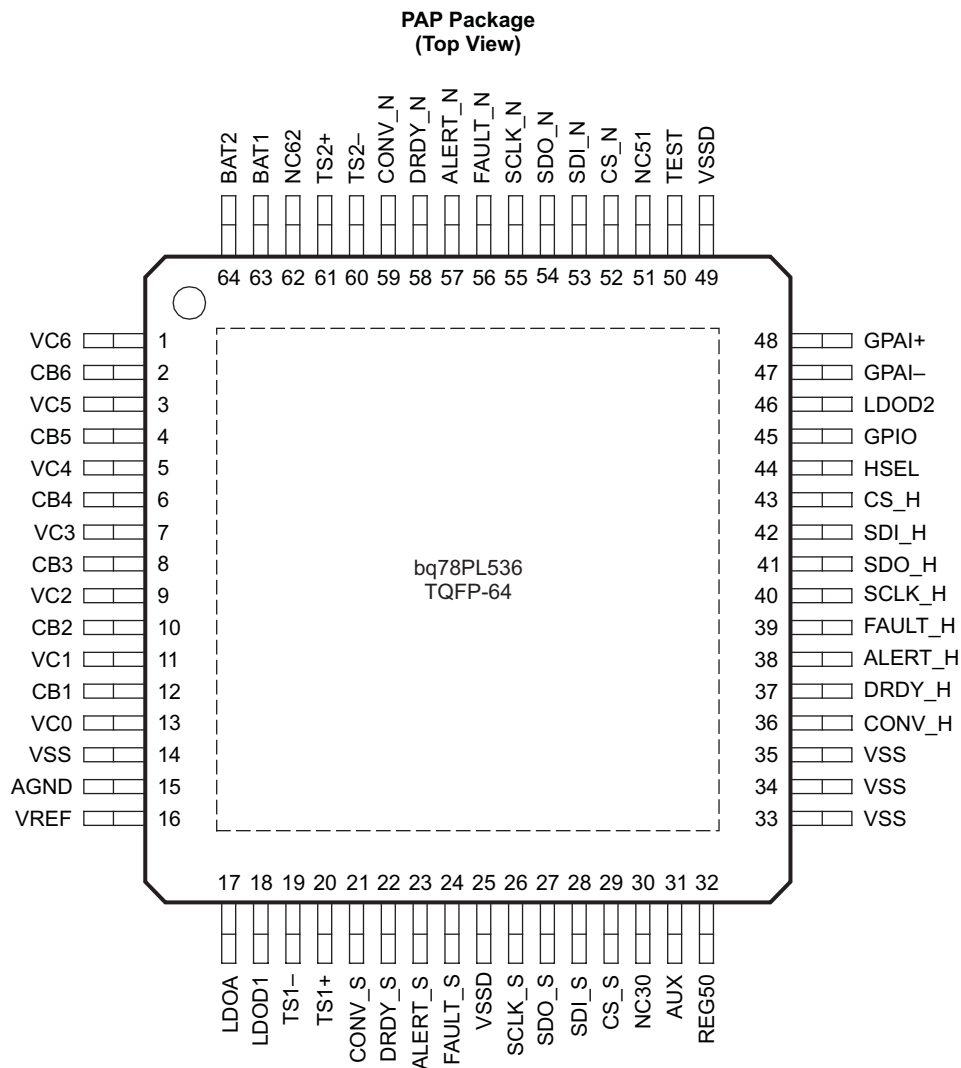 PAP Package
(Top View)
BAT2
BAT1
NC62
TS2+
TS2–
CONV_N
DRDY_N
ALERT_N
FAULT_N
SCLK_N
SDO_N
SDI_N
CS_N
NC51
TEST
VSSD
64 63 62 61 60 59 58 57 56 55 54 53 52 51 50 49
VC6 1 48 GPAI+
CB6 2 47 GPAI–
VC5 3 46 LDOD2
CB5 4 45 GPIO
VC4 5 44 HSEL
CB4 6 43 CS_H
VC3 7 42 SDI_H
CB3 8 41 SDO_H
VC2 9 40 SCLK_H
CB2 10 39 FAULT_H
VC1 11 38 ALERT_H
CB1 12 37 DRDY_H
VC0 13 36 CONV_H
VSS 14 35 VSS
AGND 15 34 VSS
VREF 16 33 VSS
bq78PL536
TQFP-64
17 18 19 20 21 22 23 24 25 26 27 28 29 30 31 32
LDOA
LDOD1
TS1–
TS1+
CONV_S
DRDY_S
ALERT_S
FAULT_S
VSSD
SCLK_S
SDO_S
SDI_S
CS_S
NC30
AUX
REG50